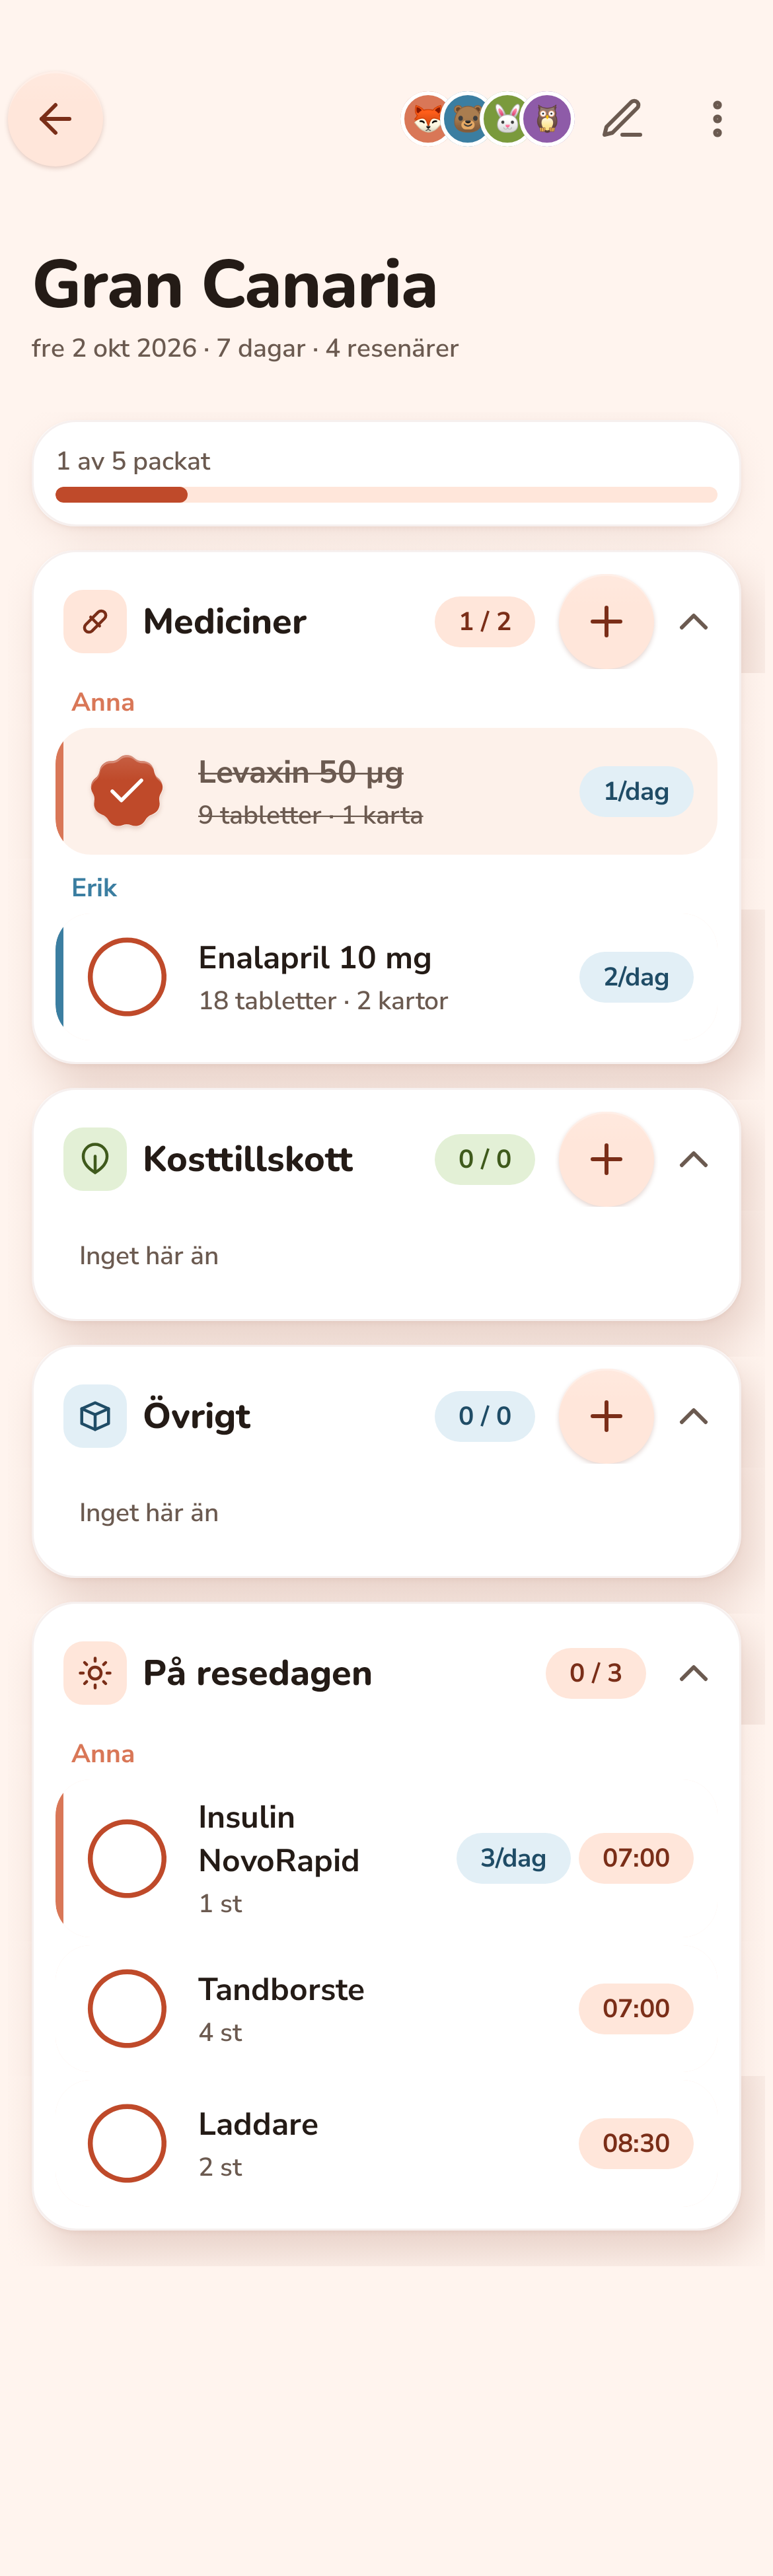 Gran Canaria
fre 2 okt 2026 · 7 dagar · 4 resenärer
1 av 5 packat
Mediciner 1 / 2
Anna
Levaxin 50 µg
9 tabletter · 1 karta
1/dag
Erik
Enalapril 10 mg
18 tabletter · 2 kartor
2/dag
Kosttillskott 0 / 0
Inget här än
Övrigt 0 / 0
Inget här än
På resedagen 0 / 3
Anna
Insulin
NovoRapid
1 st
3/dag 07:00
Tandborste
4 st
07:00
Laddare
2 st
08:30